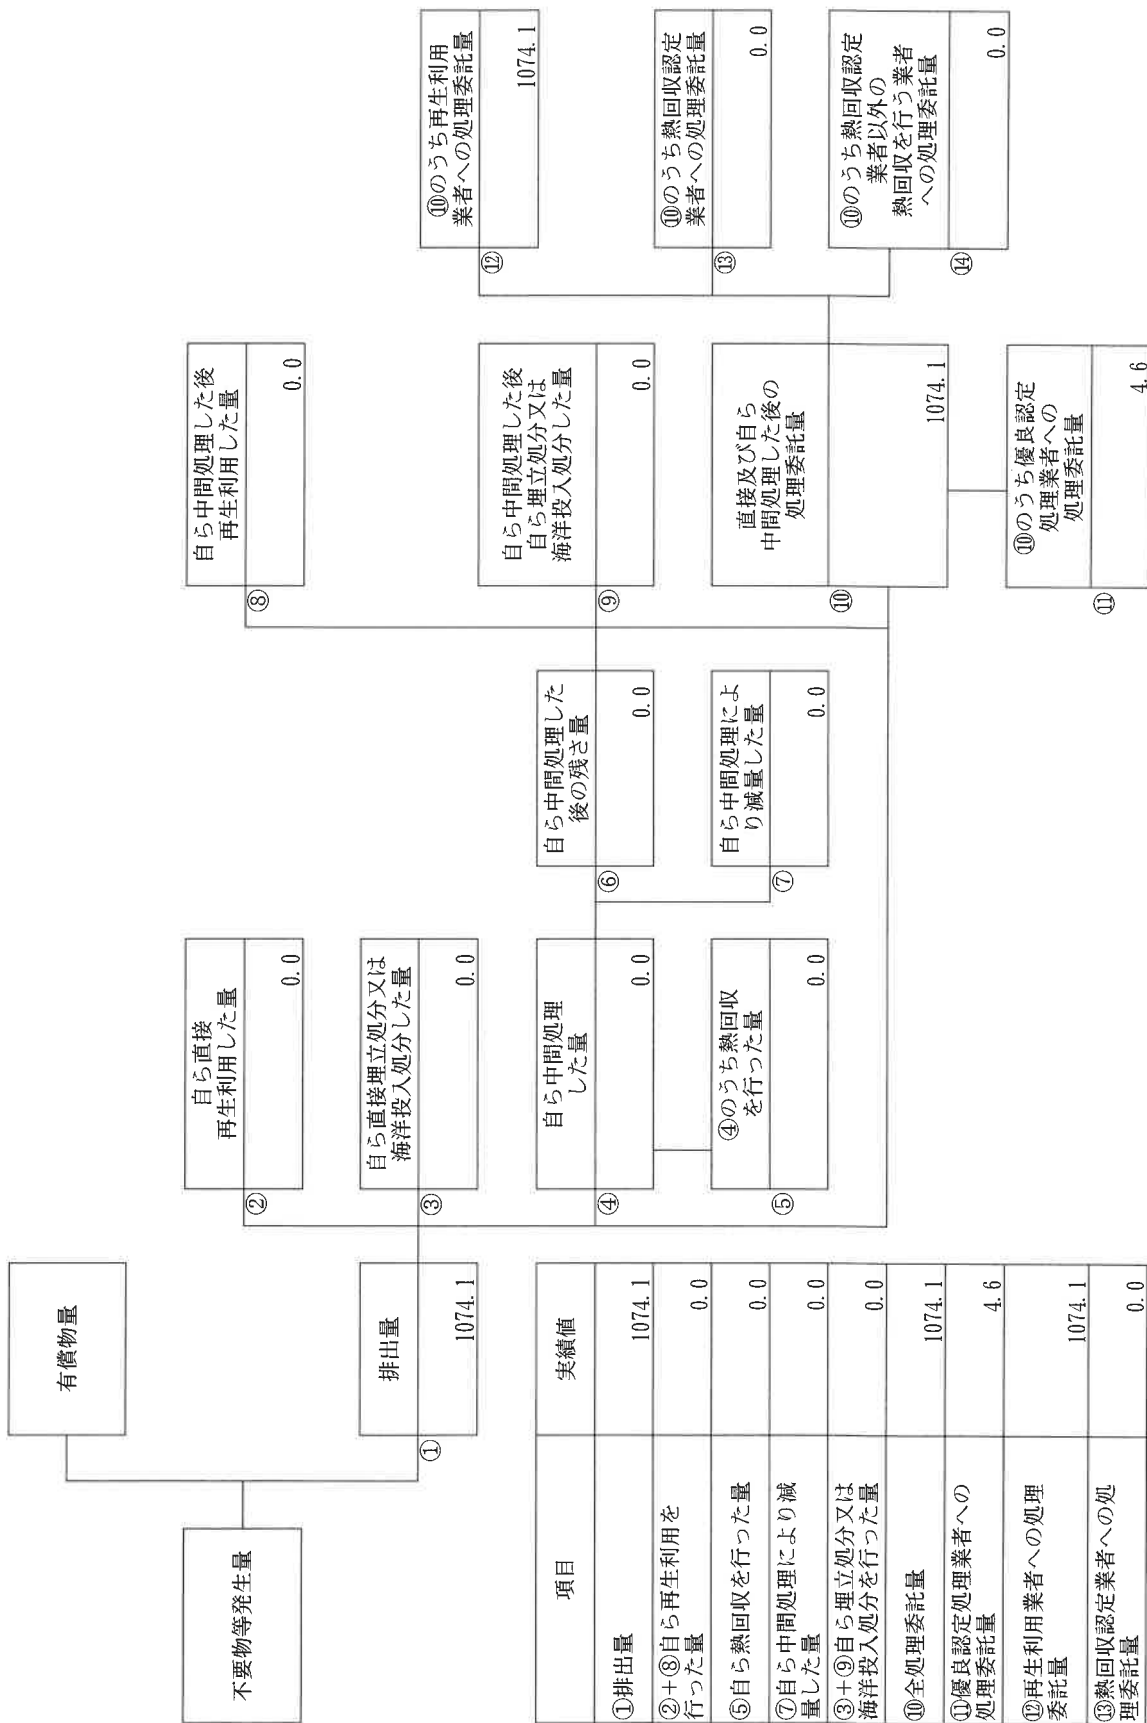 不要物等発生量
有償物量
①
排出量
1074.1
②
自ら直接
再生利用した量
0.0
③
自ら直接埋立処分又は
海洋投入処分した量
0.0
④
自ら中間処理
した量
0.0
⑤
④のうち熱回収
を行った量
0.0
⑥
自ら中間処理した
後の残さ量
0.0
⑦
自ら中間処理によ
り減量した量
0.0
⑧
自ら中間処理した後
再生利用した量
0.0
⑨
自ら中間処理した後
自ら埋立処分又は
海洋投入処分した量
0.0
⑩
直接及び自ら
中間処理した後の
処理委託量
1074.1
⑪
⑩のうち優良認定
処理業者への
処理委託量
4.6
⑫
⑩のうち再生利用
業者への処理委託量
1074.1
⑬
⑩のうち熱回収認定
業者への処理委託量
0.0
⑭
⑩のうち熱回収認定
業者以外の
熱回収を行う業者
への処理委託量
0.0
項目
実績値
①排出量
1074.1
②+⑧自ら再生利用を
行った量
0.0
⑤自ら熱回収を行った量
0.0
⑦自ら中間処理により減
量した量
0.0
③+⑨自ら埋立処分又は
海洋投入処分を行った量
0.0
⑩全処理委託量
1074.1
⑪優良認定処理業者への
処理委託量
4.6
⑫再生利用業者への処理
委託量
1074.1
⑬熱回収認定業者への処
理委託量
0.0